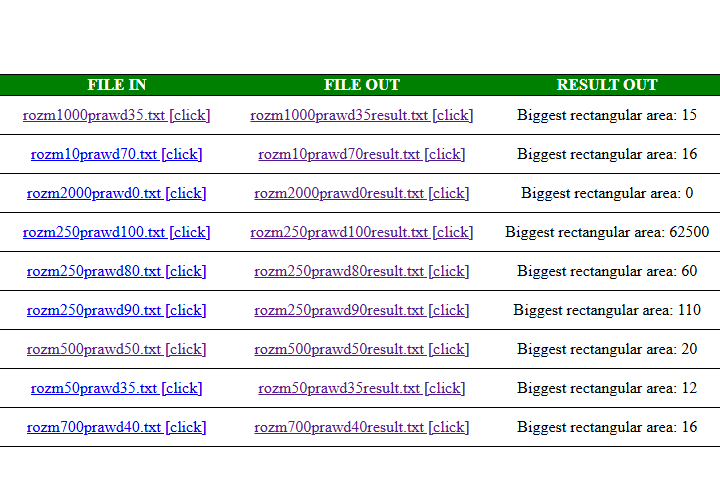 FILE IN FILE OUT RESULT OUT
rozm1000prawd35.txt [click] rozm1000prawd35result.txt [click] Biggest rectangular area: 15
rozm10prawd70.txt [click] rozm10prawd70result.txt [click] Biggest rectangular area: 16
rozm2000prawd0.txt [click] rozm2000prawd0result.txt [click] Biggest rectangular area: 0
rozm250prawd100.txt [click] rozm250prawd100result.txt [click] Biggest rectangular area: 62500
rozm250prawd80.txt [click] rozm250prawd80result.txt [click] Biggest rectangular area: 60
rozm250prawd90.txt [click] rozm250prawd90result.txt [click] Biggest rectangular area: 110
rozm500prawd50.txt [click] rozm500prawd50result.txt [click] Biggest rectangular area: 20
rozm50prawd35.txt [click] rozm50prawd35result.txt [click] Biggest rectangular area: 12
rozm700prawd40.txt [click] rozm700prawd40result.txt [click] Biggest rectangular area: 16